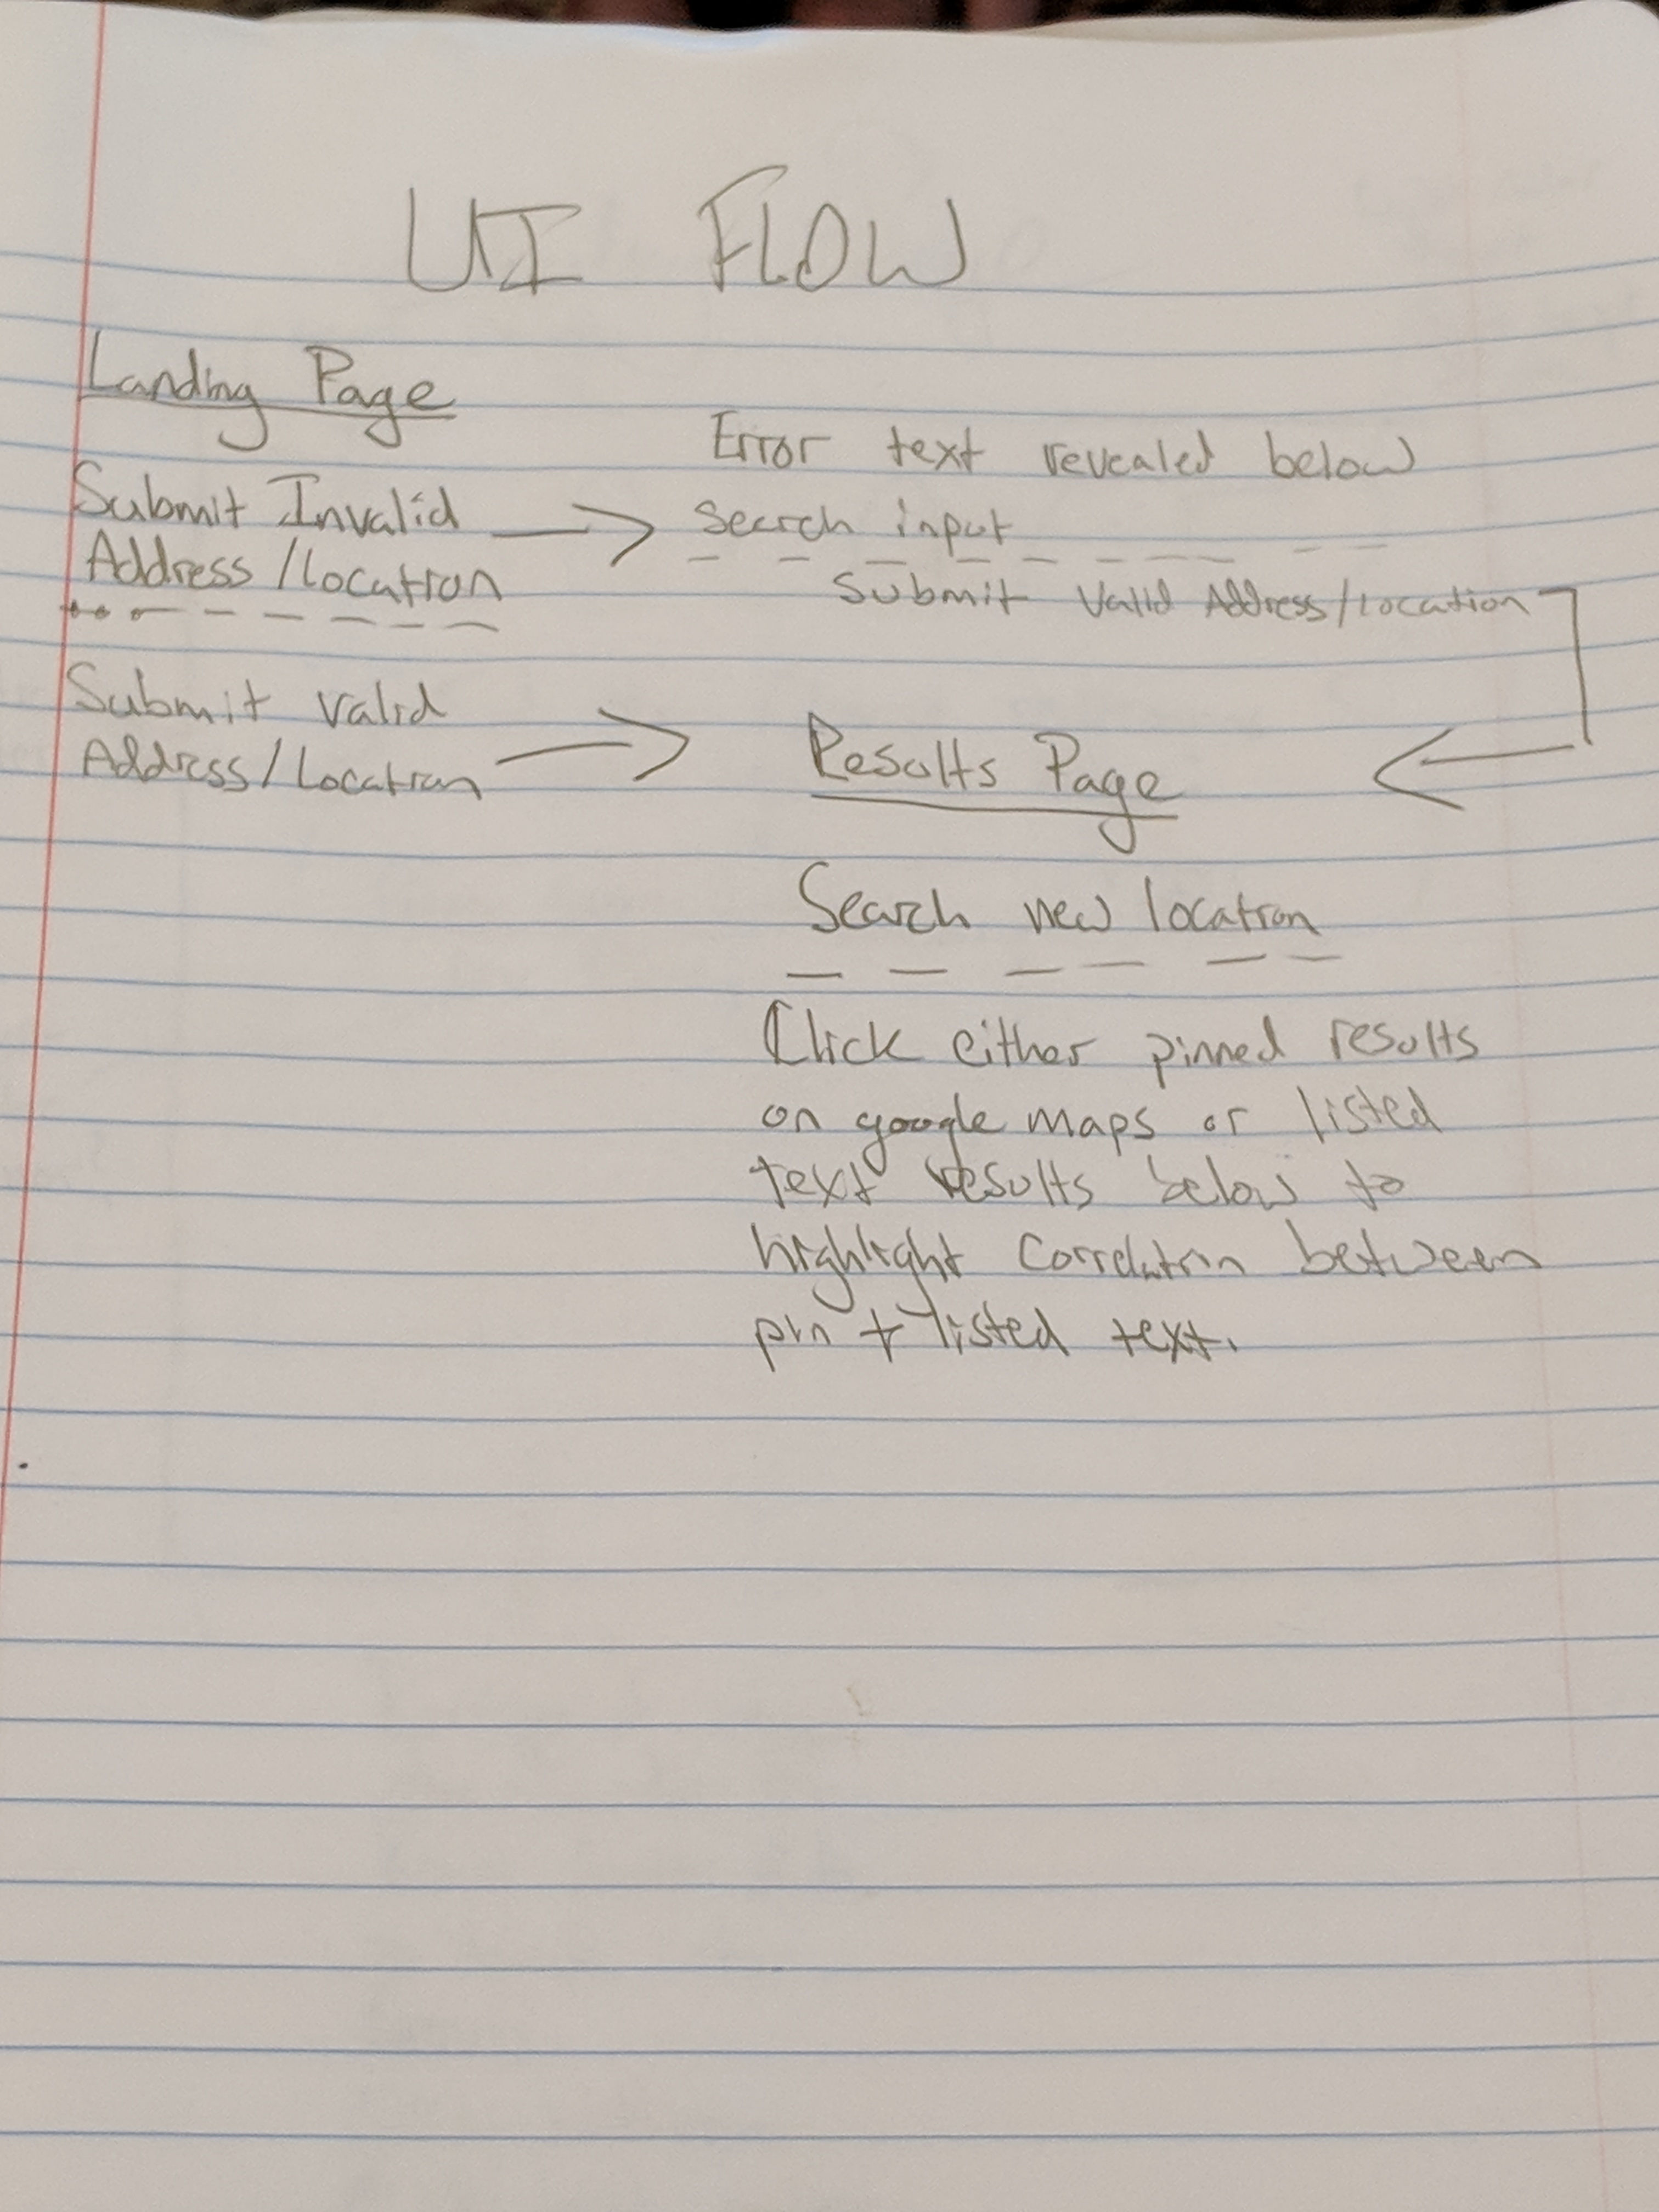 UI FLOW
Landing Page
Submit Invalid
Address/Location
Error text revealed below
search input
Submit Valid Address/Location
Submit valid
Address/Location
Results Page
Search new location
Click either pinned results
on google maps or listed
text results below to
highlight Correlation between
pin + listed text.